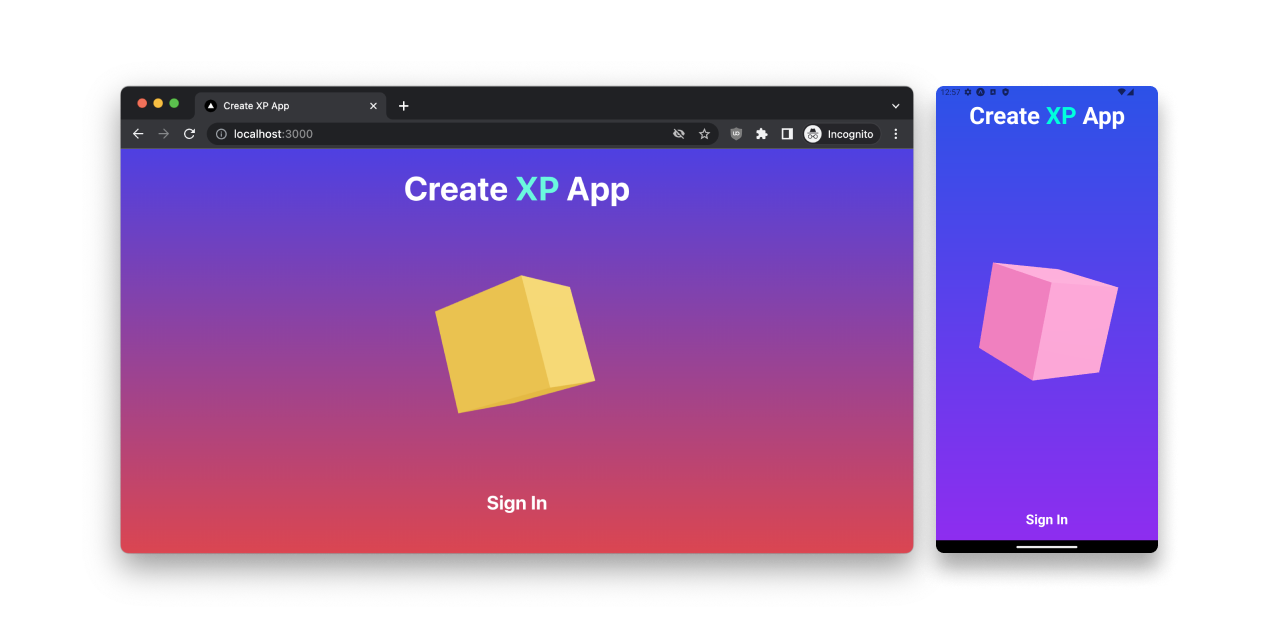 Create XP App
localhost:3000
Incognito
Create XP App
Sign In
12:57
Create XP App
Sign In